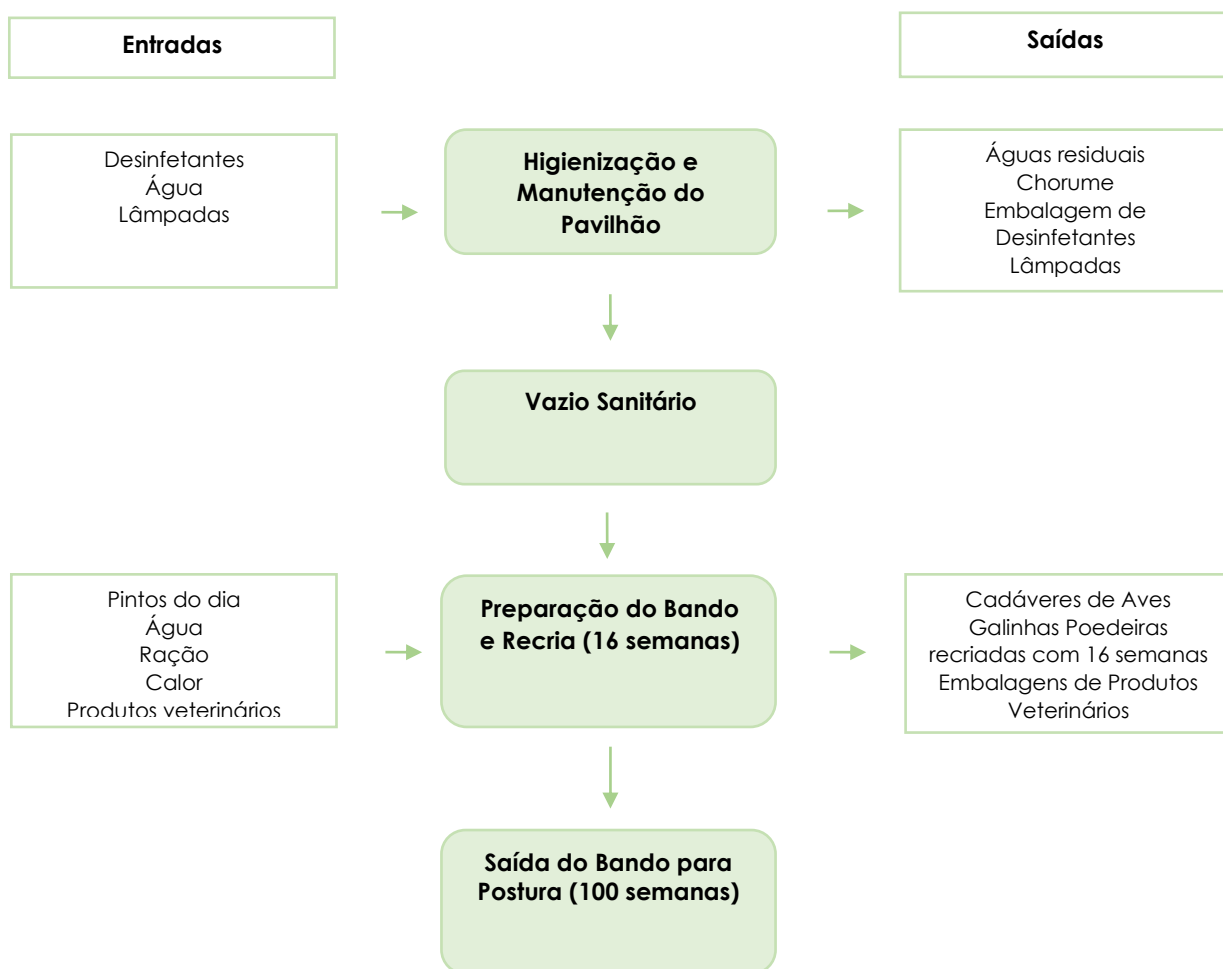 Entradas
Saídas
Desinfetantes
Água
Lâmpadas
Higienização e
Manutenção do
Pavilhão
Águas residuais
Chorume
Embalagem de
Desinfetantes
Lâmpadas
Vazio Sanitário
Pintos do dia
Água
Ração
Calor
Produtos veterinários
Preparação do Bando
e Recria (16 semanas)
Cadáveres de Aves
Galinhas Poedeiras
recriadas com 16 semanas
Embalagens de Produtos
Veterinários
Saída do Bando para
Postura (100 semanas)